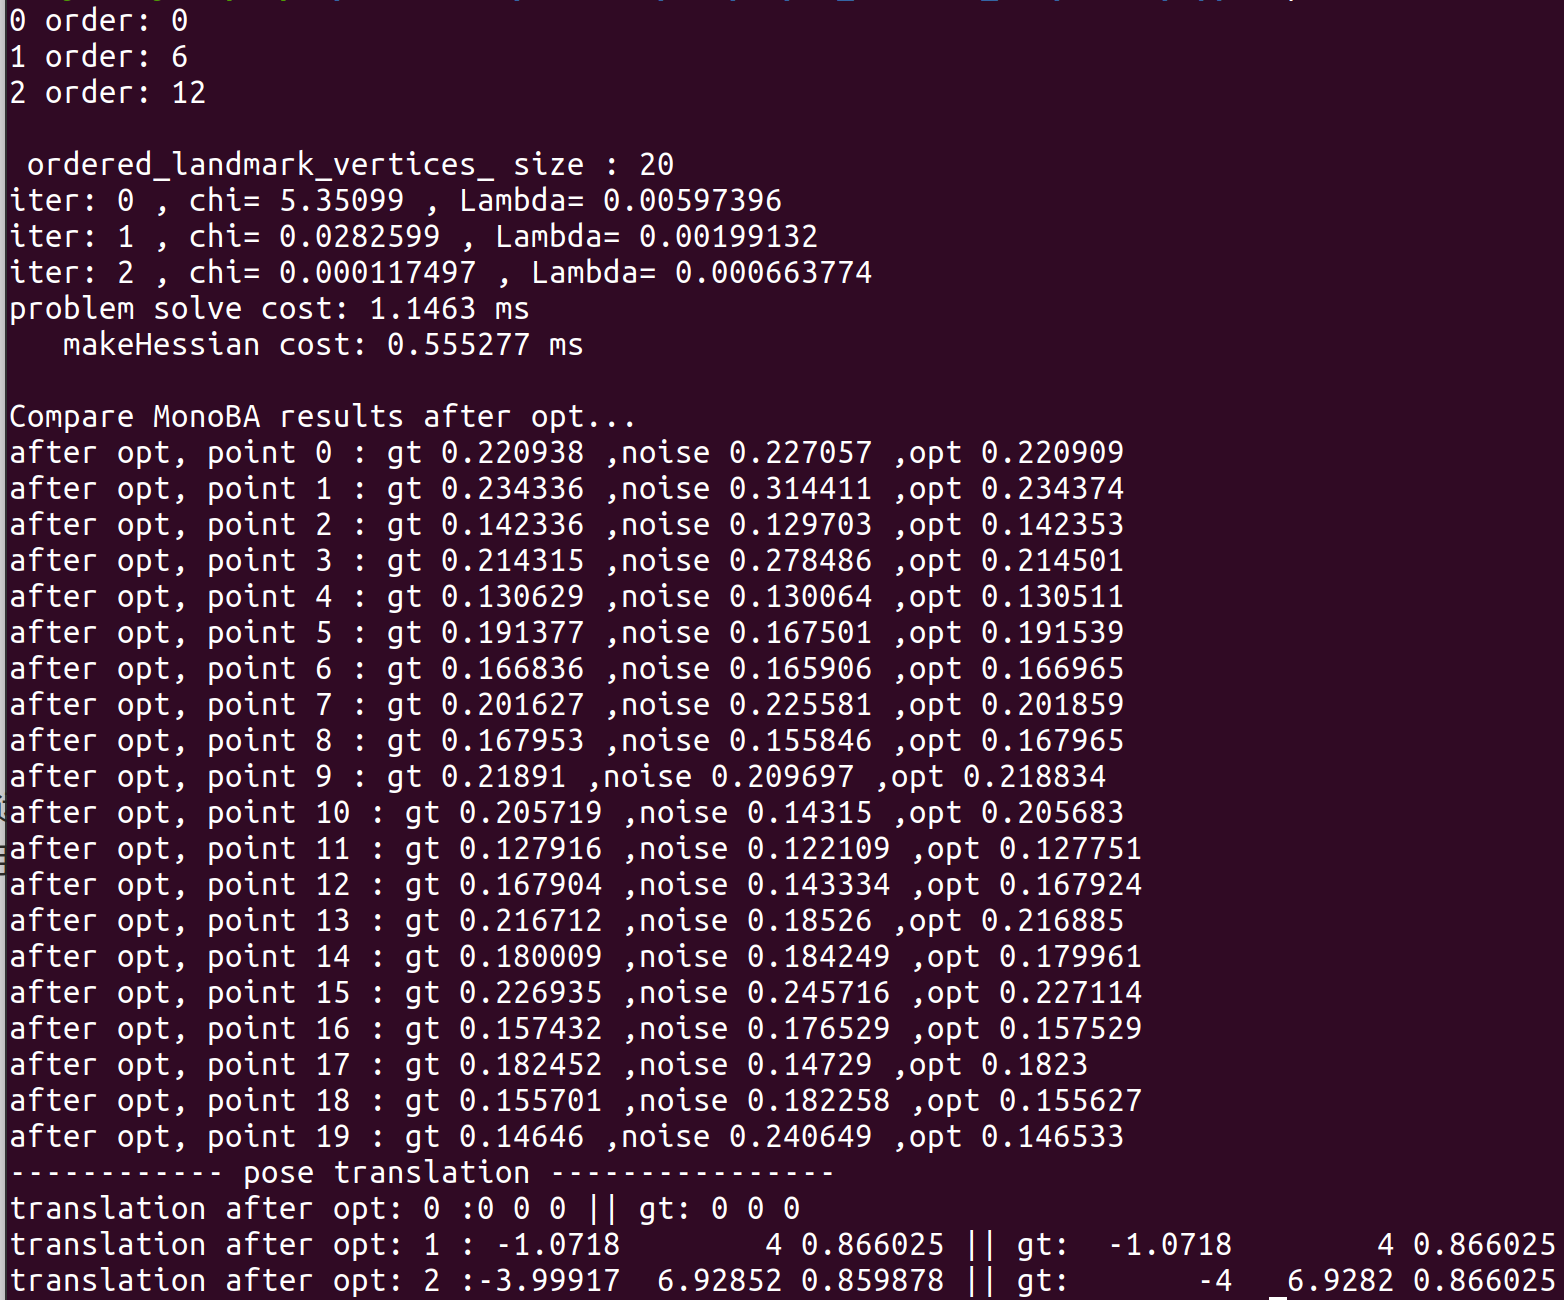 0 order: 0
1 order: 6
2 order: 12
ordered_landmark_vertices_ size : 20
iter: 0 , chi= 5.35099 , Lambda= 0.00597396
iter: 1 , chi= 0.0282599 , Lambda= 0.00199132
iter: 2 , chi= 0.000117497 , Lambda= 0.000663774
problem solve cost: 1.1463 ms
   makeHessian cost: 0.555277 ms
Compare MonoBA results after opt...
after opt, point 0 : gt 0.220938 ,noise 0.227057 ,opt 0.220909
after opt, point 1 : gt 0.234336 ,noise 0.314411 ,opt 0.234374
after opt, point 2 : gt 0.142336 ,noise 0.129703 ,opt 0.142353
after opt, point 3 : gt 0.214315 ,noise 0.278486 ,opt 0.214501
after opt, point 4 : gt 0.130629 ,noise 0.130064 ,opt 0.130511
after opt, point 5 : gt 0.191377 ,noise 0.167501 ,opt 0.191539
after opt, point 6 : gt 0.166836 ,noise 0.165906 ,opt 0.166965
after opt, point 7 : gt 0.201627 ,noise 0.225581 ,opt 0.201859
after opt, point 8 : gt 0.167953 ,noise 0.155846 ,opt 0.167965
after opt, point 9 : gt 0.21891 ,noise 0.209697 ,opt 0.218834
after opt, point 10 : gt 0.205719 ,noise 0.14315 ,opt 0.205683
after opt, point 11 : gt 0.127916 ,noise 0.122109 ,opt 0.127751
after opt, point 12 : gt 0.167904 ,noise 0.143334 ,opt 0.167924
after opt, point 13 : gt 0.216712 ,noise 0.18526 ,opt 0.216885
after opt, point 14 : gt 0.180009 ,noise 0.184249 ,opt 0.179961
after opt, point 15 : gt 0.226935 ,noise 0.245716 ,opt 0.227114
after opt, point 16 : gt 0.157432 ,noise 0.176529 ,opt 0.157529
after opt, point 17 : gt 0.182452 ,noise 0.14729 ,opt 0.1823
after opt, point 18 : gt 0.155701 ,noise 0.182258 ,opt 0.155627
after opt, point 19 : gt 0.14646 ,noise 0.240649 ,opt 0.146533
------------ pose translation ----------------
translation after opt: 0 :0 0 0 || gt: 0 0 0
translation after opt: 1 : -1.0718        4 0.866025 || gt:  -1.0718        4 0.866025
translation after opt: 2 :-3.99917  6.92852 0.859878 || gt:       -4   6.9282 0.866025